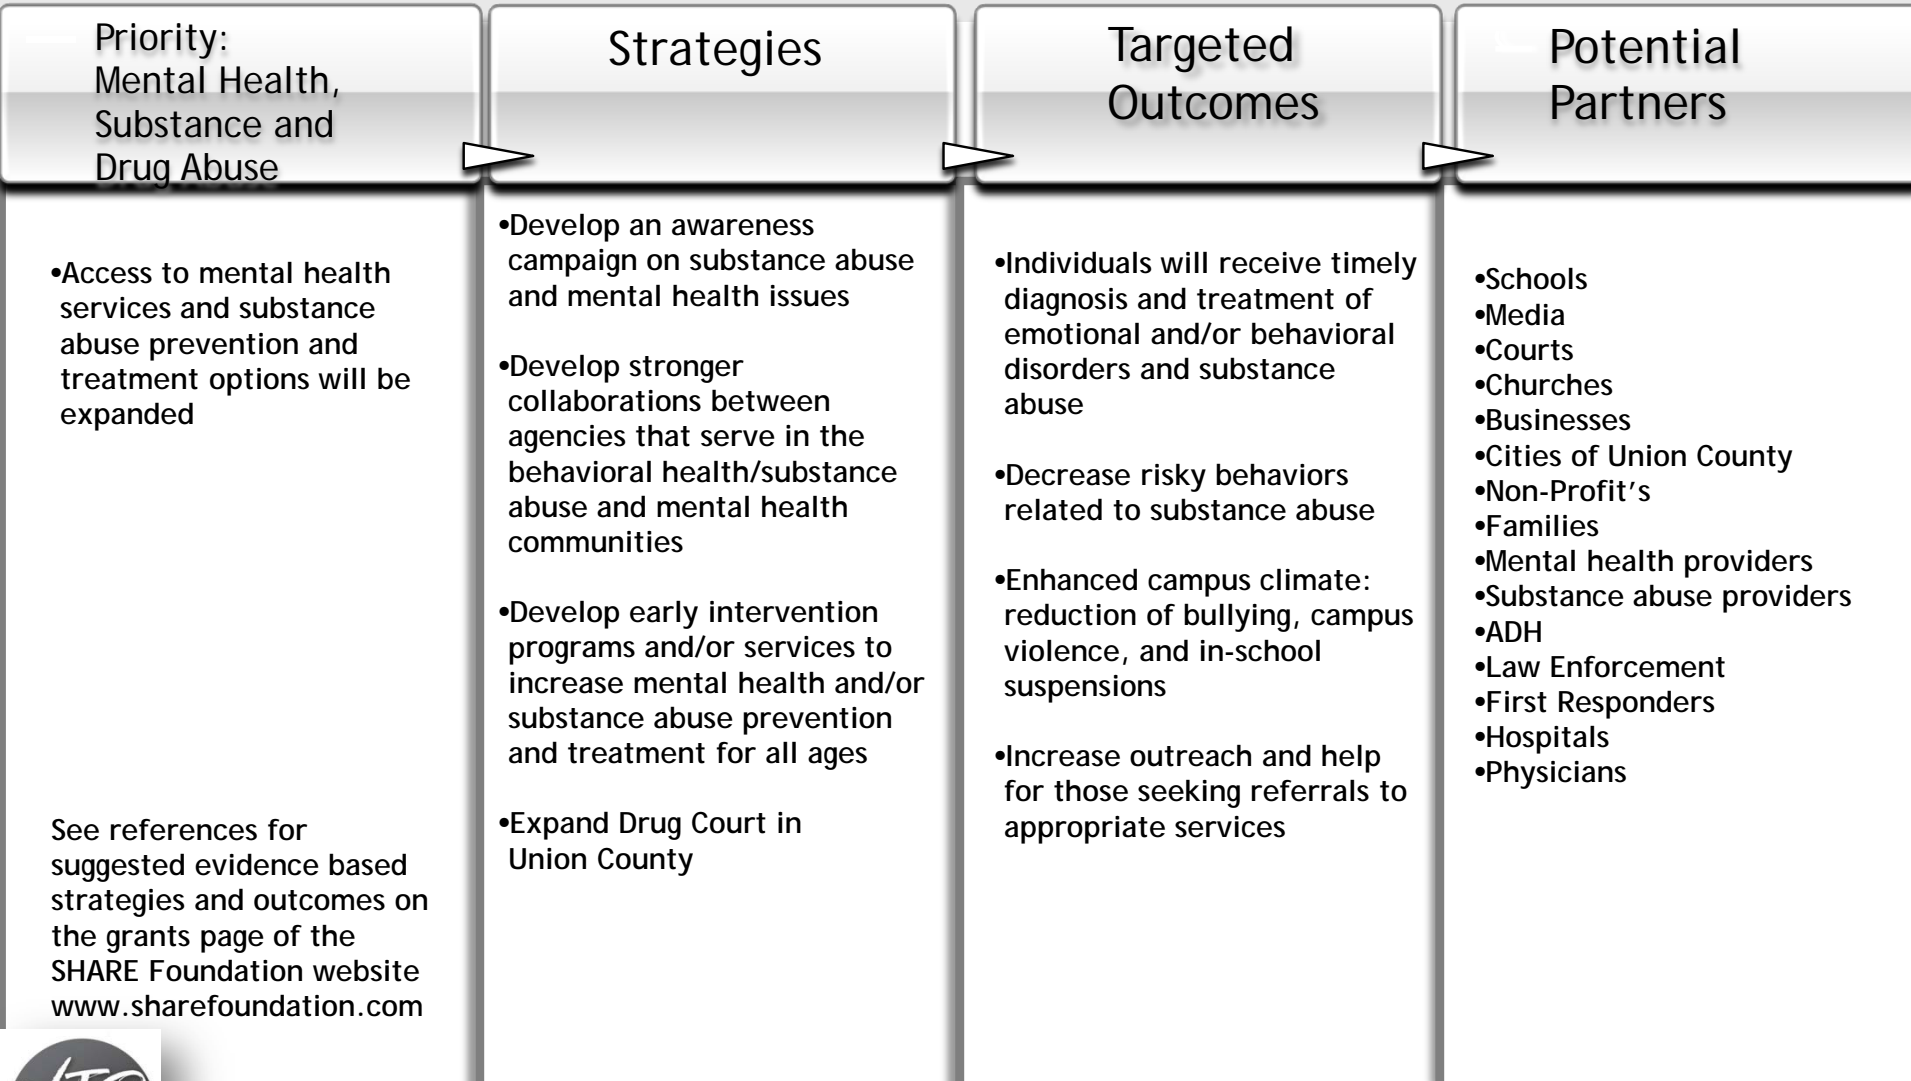 Priority:
Mental Health,
Substance and
Drug Abuse
•Access to mental health
services and substance
abuse prevention and
treatment options will be
expanded
See references for
suggested evidence based
strategies and outcomes on
the grants page of the
SHARE Foundation website
www.sharefoundation.com
Strategies
•Develop an awareness
campaign on substance abuse
and mental health issues
•Develop stronger
collaborations between
agencies that serve in the
behavioral health/substance
abuse and mental health
communities
•Develop early intervention
programs and/or services to
increase mental health and/or
substance abuse prevention
and treatment for all ages
•Expand Drug Court in
Union County
Targeted
Outcomes
•Individuals will receive timely
diagnosis and treatment of
emotional and/or behavioral
disorders and substance
abuse
•Decrease risky behaviors
related to substance abuse
•Enhanced campus climate:
reduction of bullying, campus
violence, and in-school
suspensions
•Increase outreach and help
for those seeking referrals to
appropriate services
Potential
Partners
•Schools
•Media
•Courts
•Churches
•Businesses
•Cities of Union County
•Non-Profit’s
•Families
•Mental health providers
•Substance abuse providers
•ADH
•Law Enforcement
•First Responders
•Hospitals
•Physicians